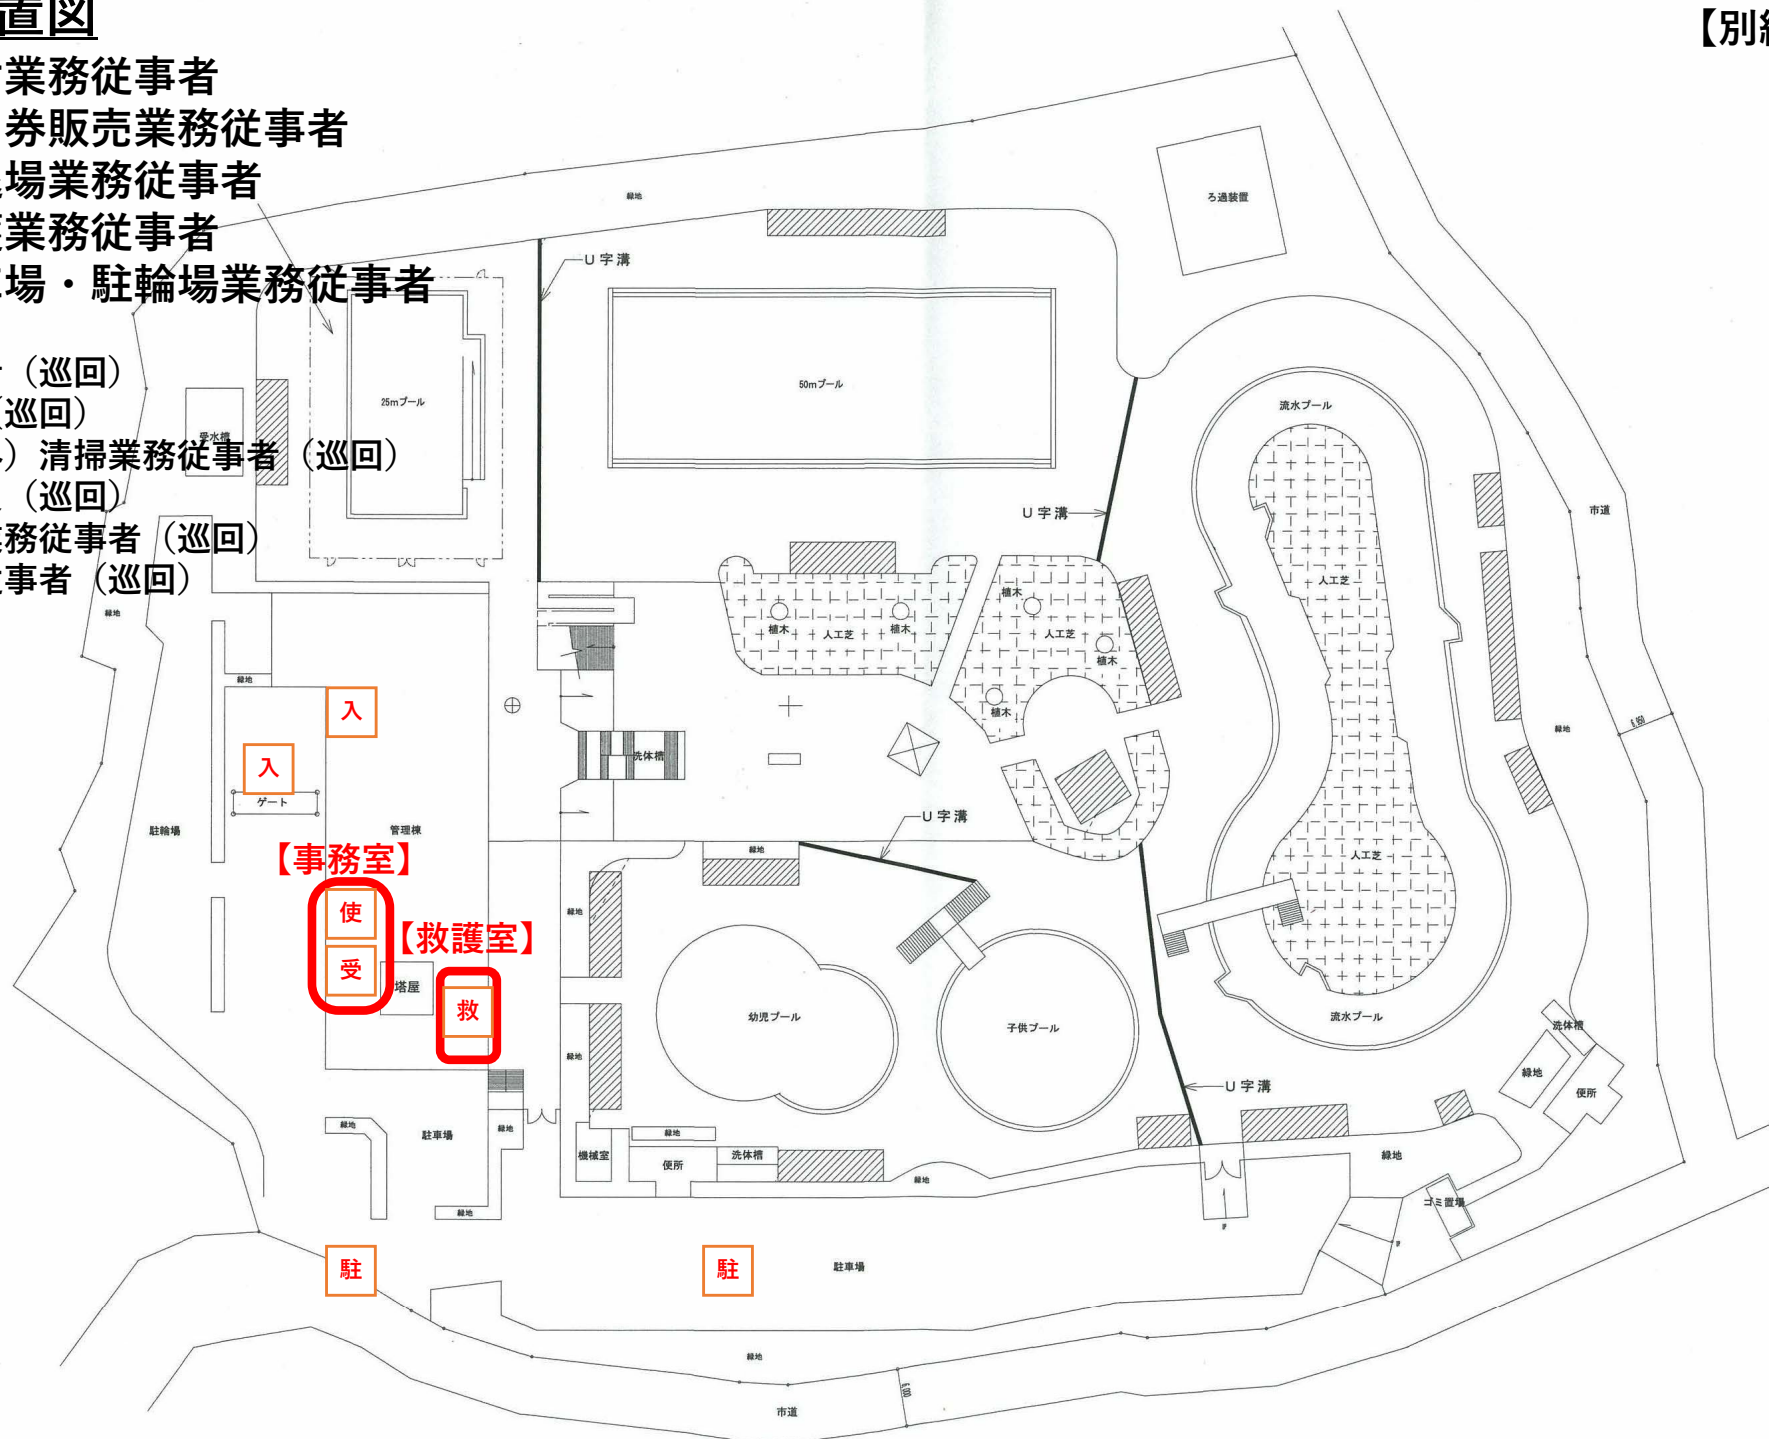 置図
【別
業務従事者
券販売業務従事者
場業務従事者
業務従事者
場・駐輪場業務従事者
（巡回）
（巡回）
）清掃業務従事者（巡回）
（巡回）
務従事者（巡回）
事者（巡回）
緑地
ろ過装置
U字溝
25mプール
50mプール
受水槽
流水プール
U字溝
市道
人工芝
植木
人工芝
植木
植木
人工芝
植木
植木
緑地
緑地
入
入
ゲート
洗体槽
6,950
緑地
駐輪場
管理棟
U字溝
緑地
人工芝
【事務室】
使
受
【救護室】
救
塔屋
緑地
幼児プール
子供プール
流水プール
洗体槽
緑地
緑地
便所
U字溝
緑地
駐車場
緑地
緑地
機械室
便所
洗体槽
緑地
緑地
緑地
ゴミ置場
駐
駐
駐車場
緑地
6,000
市道